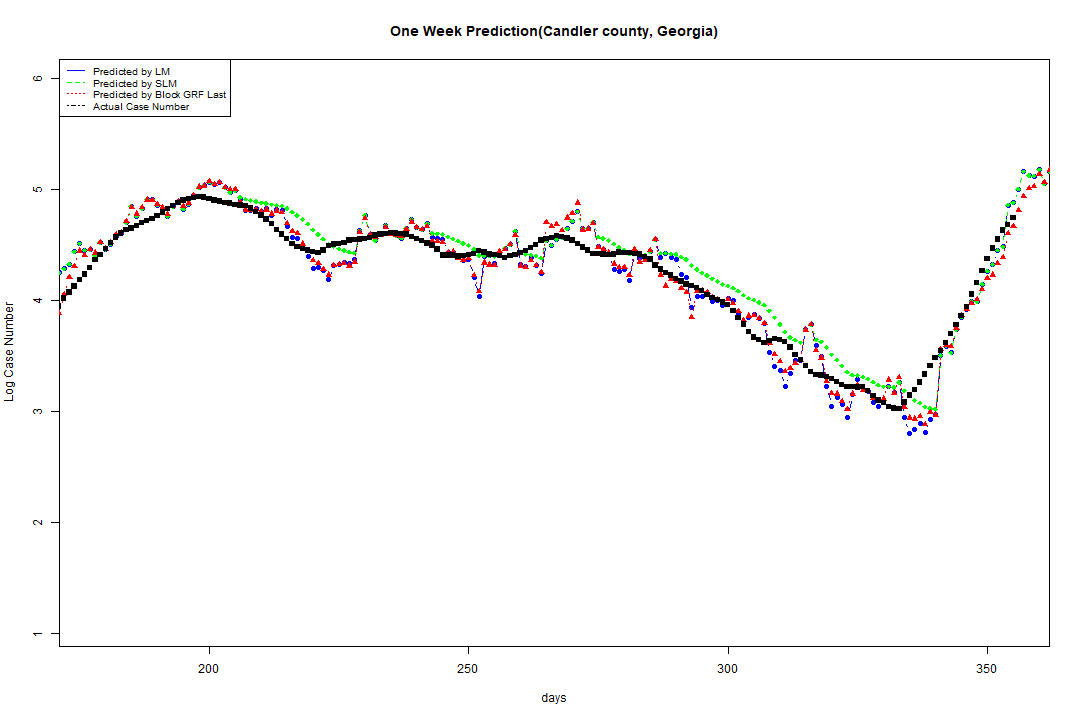 One Week Prediction(Candler county, Georgia)
Predicted by LM
Predicted by SLM
Predicted by Block GRF Last
Actual Case Number
6
5
4
3
2
1
Log Case Number
200
250
300
350
days